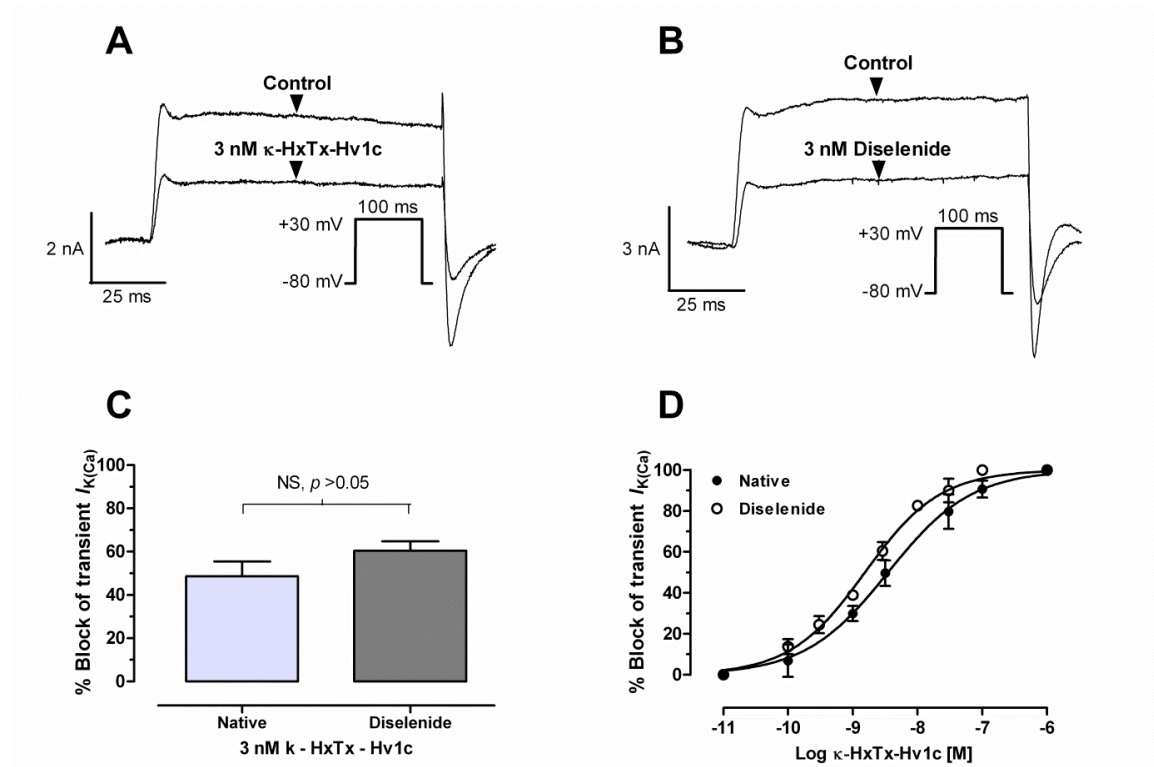 A
Control
3 nM κ-HxTx-Hv1c
100 ms
+30 mV
-80 mV
2 nA
25 ms
B
Control
3 nM Diselenide
100 ms
+30 mV
-80 mV
3 nA
25 ms
C
% Block of transient IK(Ca)
100
80
60
40
20
0
NS, p >0.05
Native
Diselenide
3 nM k - HxTx - Hv1c
D
% Block of transient IK(Ca)
100
80
60
40
20
0
Native
Diselenide
-11 -10 -9 -8 -7 -6
Log κ-HxTx-Hv1c [M]